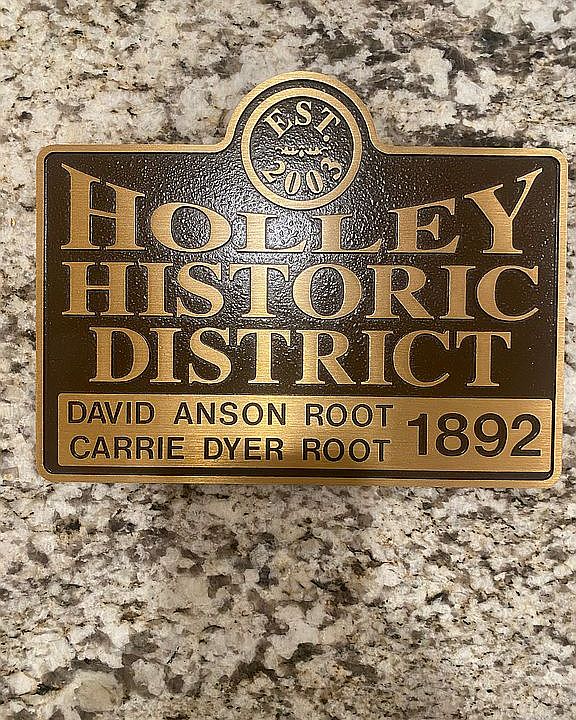 EST.
2003
HOLLEY
HISTORIC
DISTRICT
DAVID ANSON ROOT
CARRIE DYER ROOT
1892